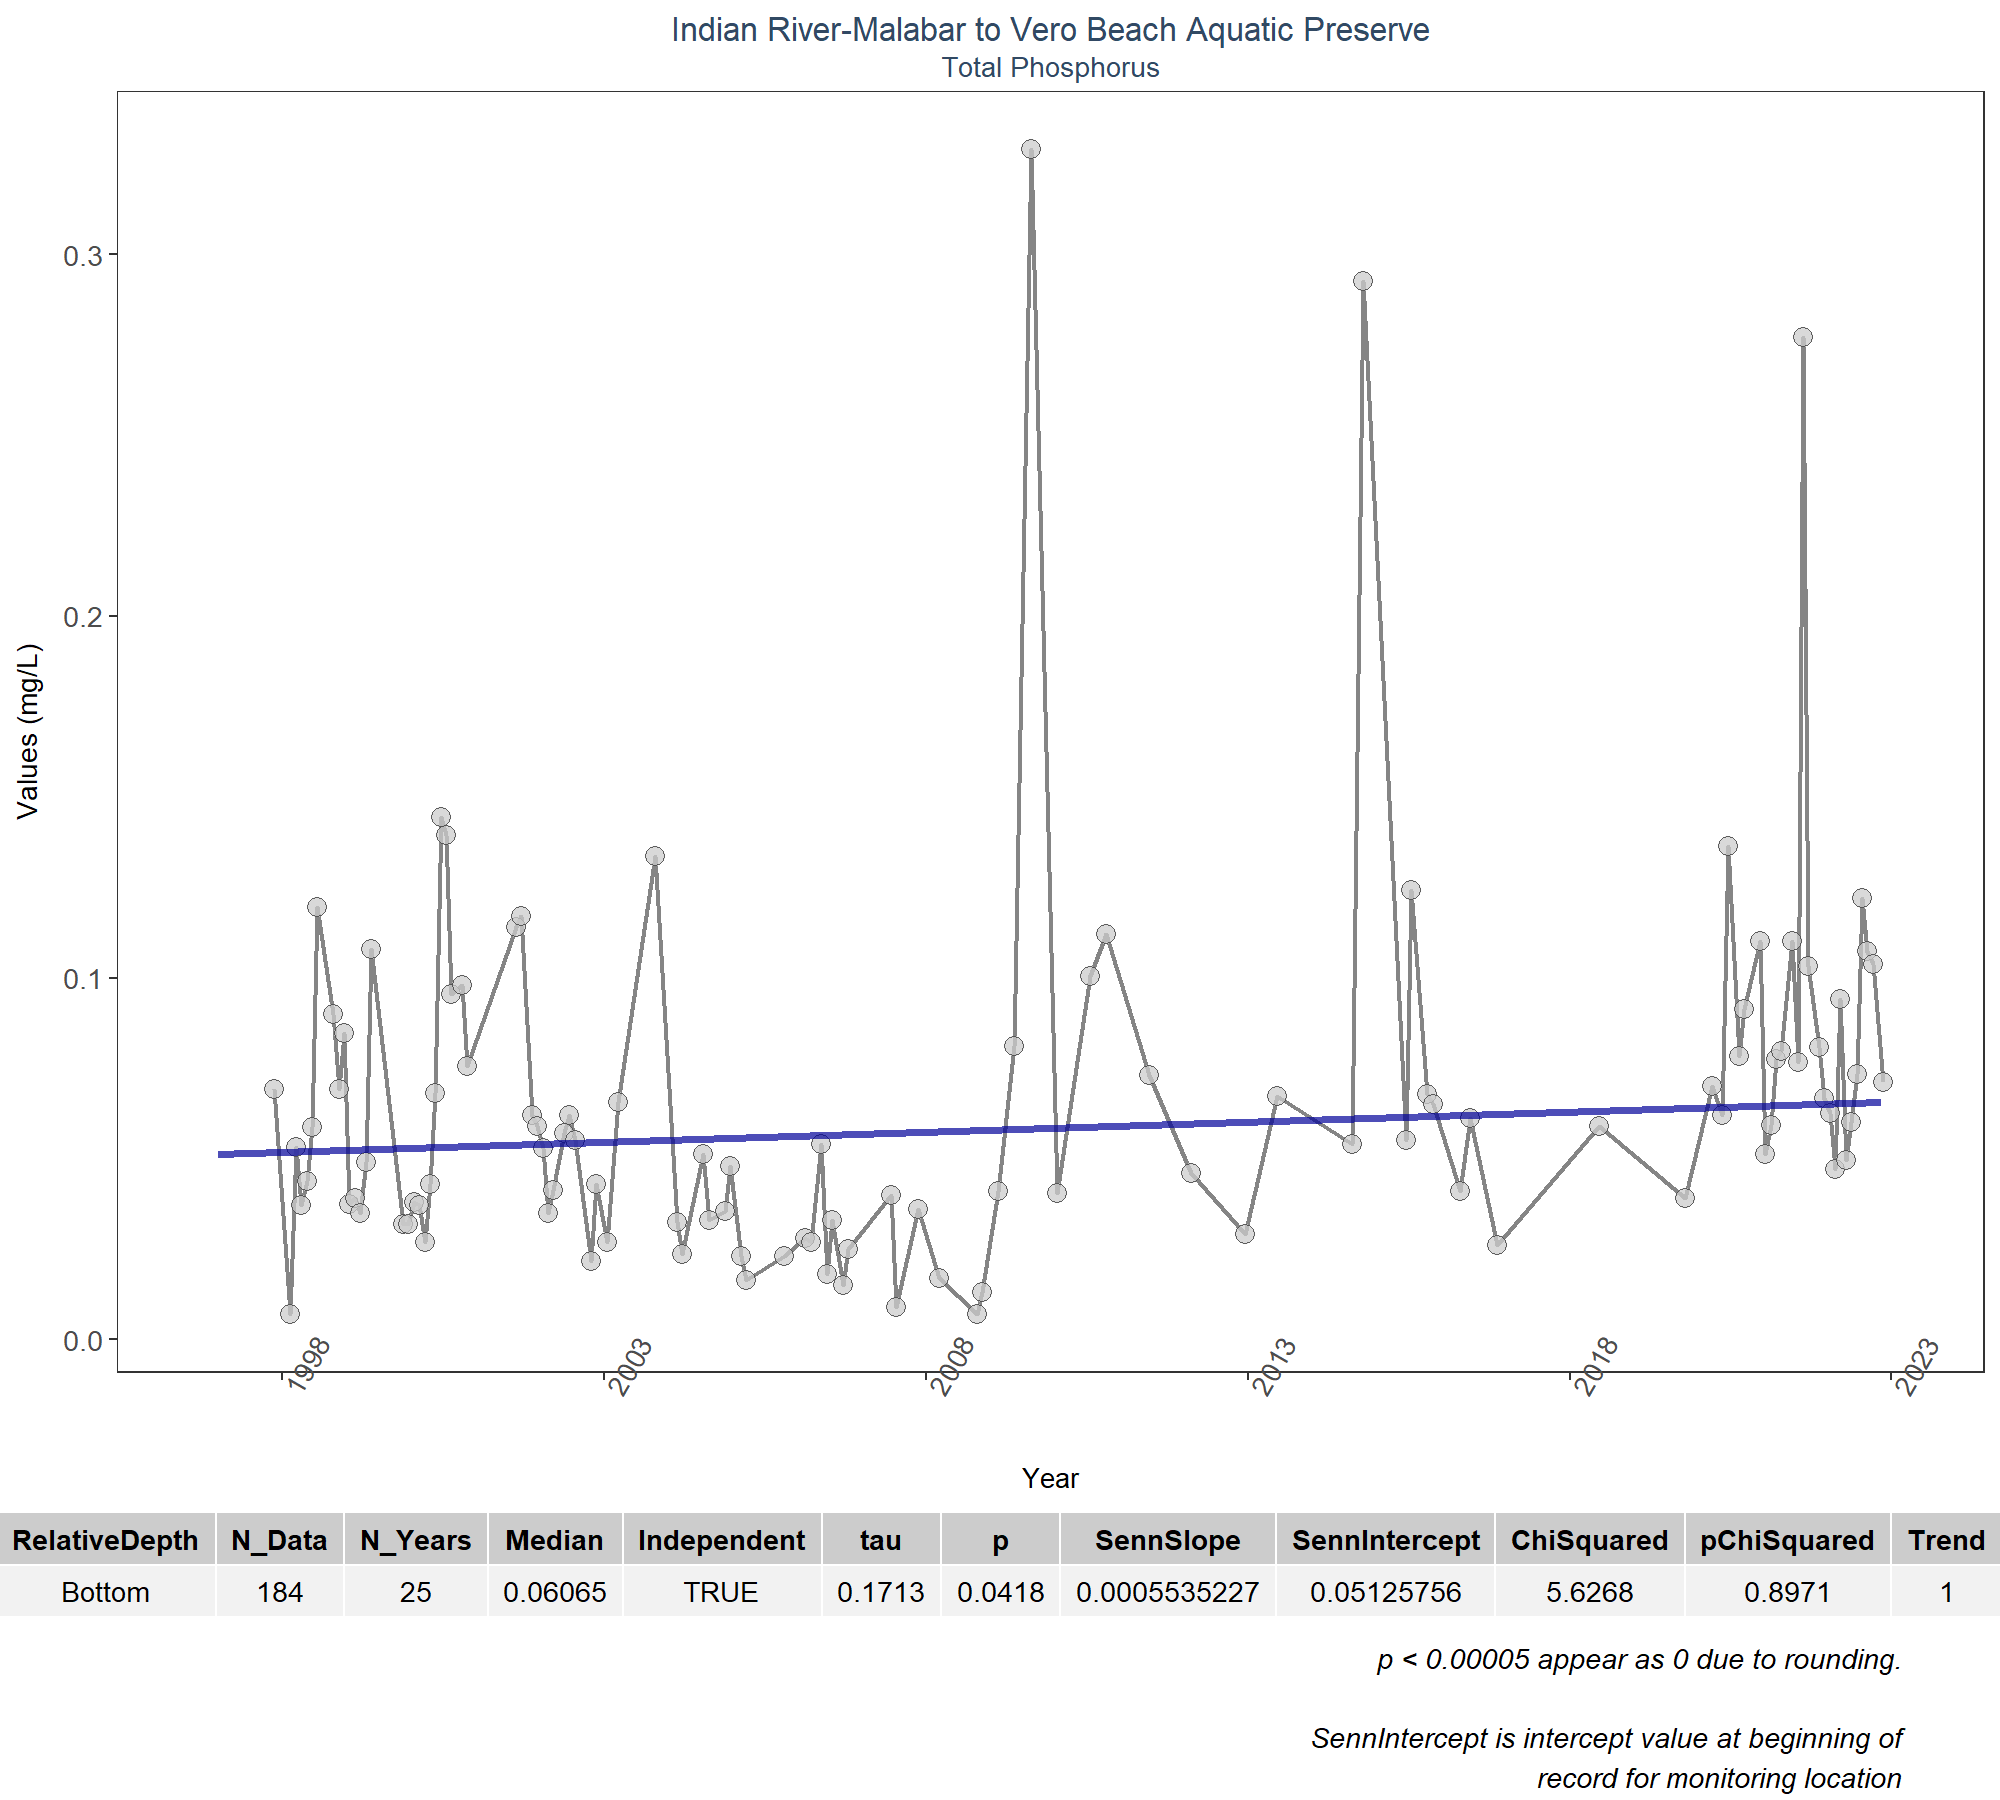 Indian River-Malabar to Vero Beach Aquatic Preserve
Total Phosphorus
Values (mg/L)
0.3
0.2
0.1
0.0
1998 2003 2008 2013 2018 2023
Year
RelativeDepth N_Data N_Years Median Independent tau p SennSlope SennIntercept ChiSquared pChiSquared Trend
Bottom 184 25 0.06065 TRUE 0.1713 0.0418 0.0005535227 0.05125756 5.6268 0.8971 1
p < 0.00005 appear as 0 due to rounding.
SennIntercept is intercept value at beginning of
record for monitoring location